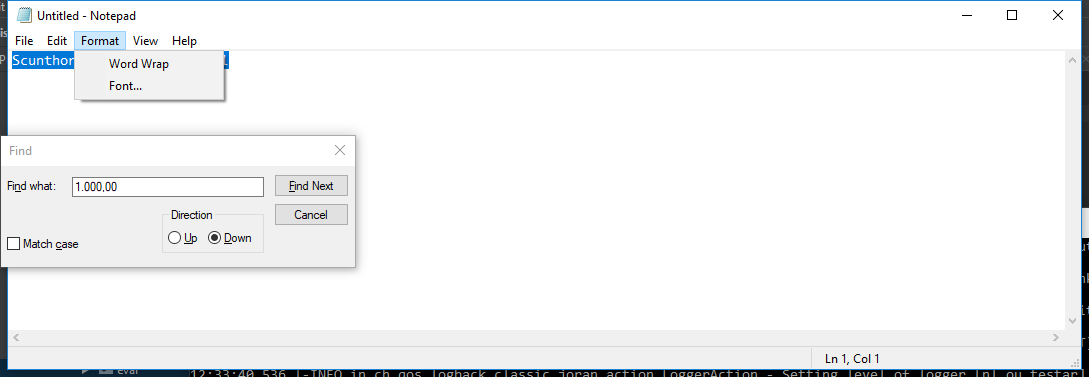 Untitled - Notepad
File Edit Format View Help
Word Wrap
Font...
Find
Find what: 1.000,00 Find Next
Direction Cancel
Up Down
Match case
Ln 1, Col 1
eval
12:33:40,536 |-INFO in ch.qos.logback.classic.joran.action.LoggerAction - Setting level of logger [nl.ou.testar